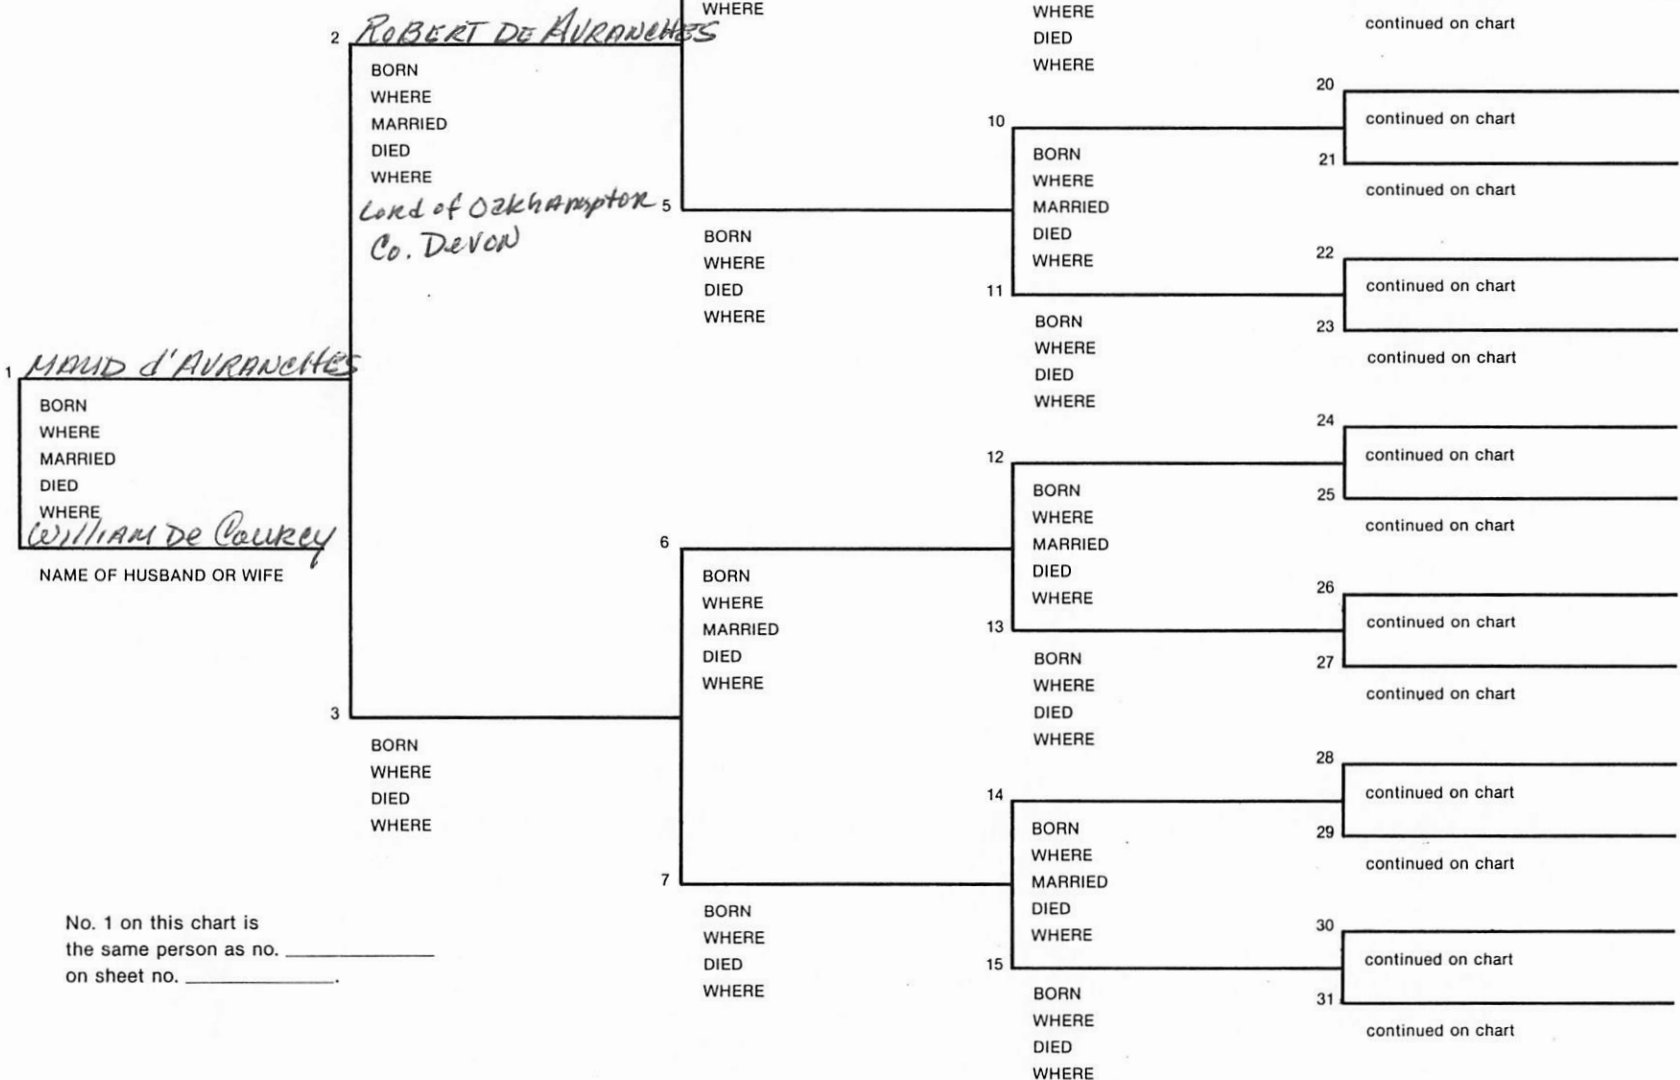 WHERE
2 ROBERT DE AVRANCHES
BORN
WHERE
MARRIED
DIED
WHERE
Lord of Oakhampton
Co. Devon
1 MAUD d'AVRANCHES
BORN
WHERE
MARRIED
DIED
WHERE
William De Courcy
NAME OF HUSBAND OR WIFE
3
BORN
WHERE
DIED
WHERE
No. 1 on this chart is
the same person as no.
on sheet no. .
5
BORN
WHERE
DIED
WHERE
6
BORN
WHERE
MARRIED
DIED
WHERE
7
BORN
WHERE
DIED
WHERE
WHERE
DIED
WHERE
10
BORN
WHERE
MARRIED
DIED
WHERE
11
BORN
WHERE
DIED
WHERE
12
BORN
WHERE
MARRIED
DIED
WHERE
13
BORN
WHERE
DIED
WHERE
14
BORN
WHERE
MARRIED
DIED
WHERE
15
BORN
WHERE
DIED
WHERE
continued on chart
20
continued on chart
21
continued on chart
22
continued on chart
23
continued on chart
24
continued on chart
25
continued on chart
26
continued on chart
27
continued on chart
28
continued on chart
29
continued on chart
30
continued on chart
31
continued on chart